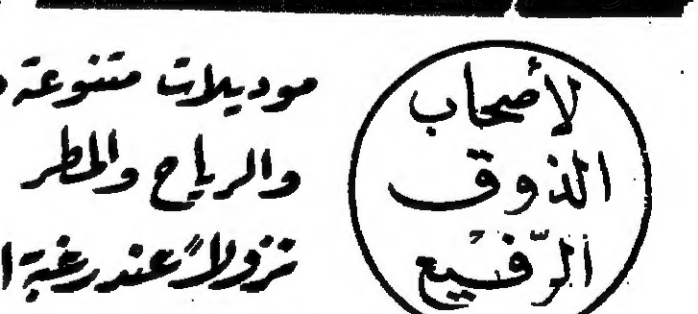 لأصحاب
الذوق
الرّفيع
موديلات متنوعة
والرياح والمطر
نزولاً عند رغبة